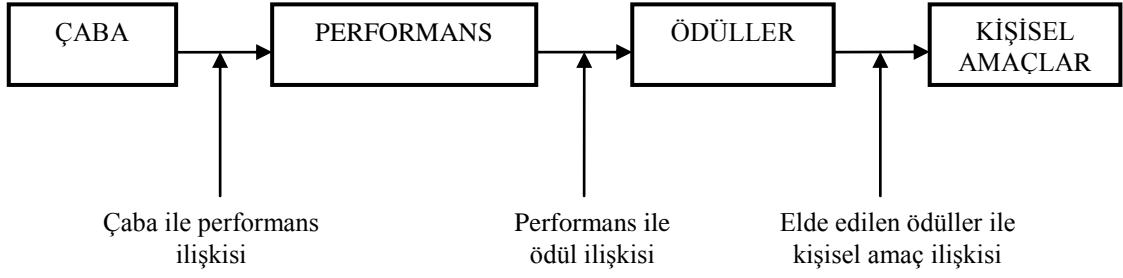 ÇABA
PERFORMANS
ÖDÜLLER
KİŞİSEL
AMAÇLAR
Çaba ile performans
ilişkisi
Performans ile
ödül ilişkisi
Elde edilen ödüller ile
kişisel amaç ilişkisi